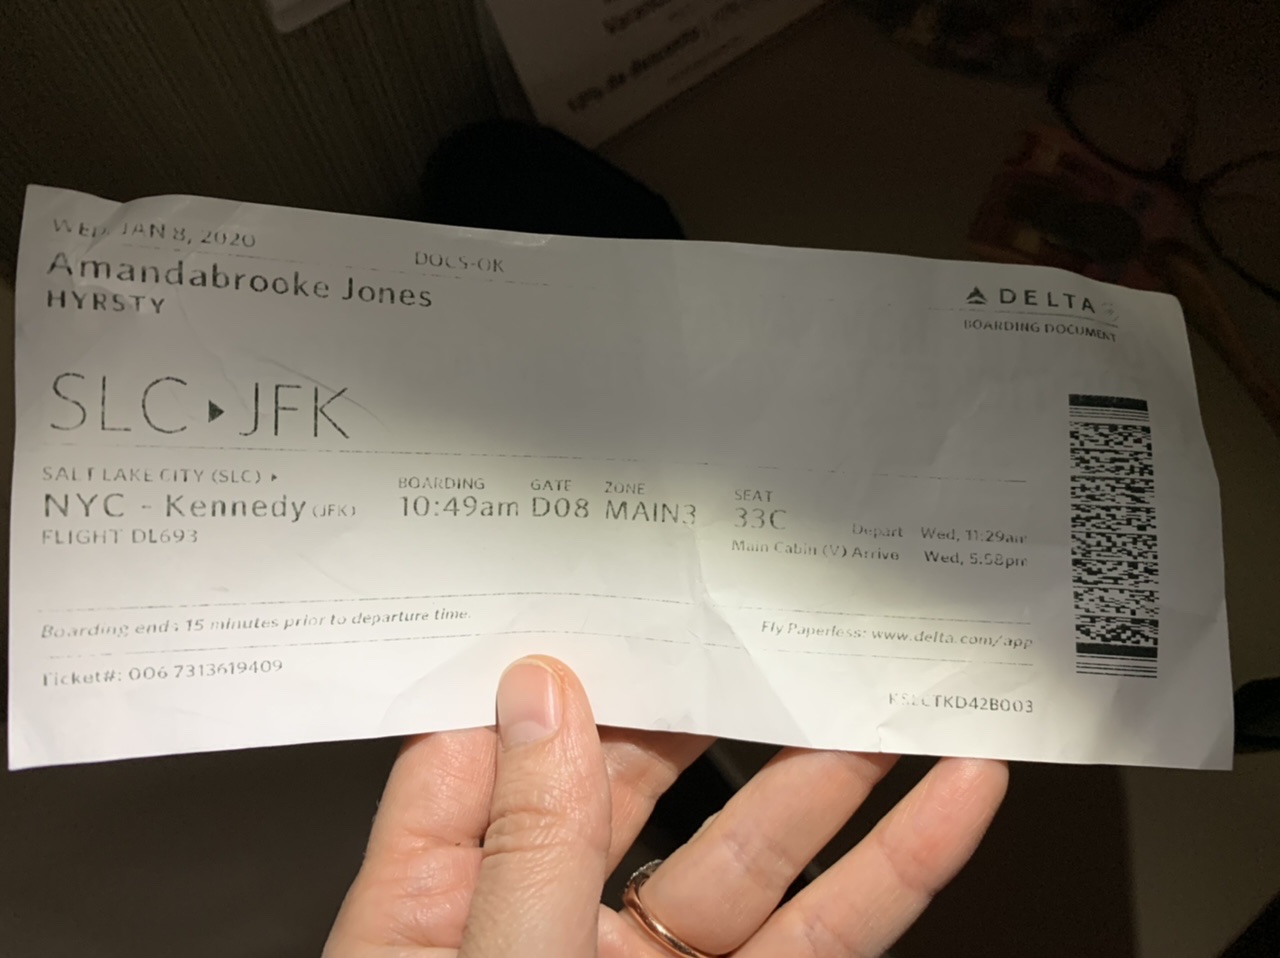 WED, JAN 8, 2020
DOCS-OK
Amandabrooke Jones
HYRSTY
DELTA
BOARDING DOCUMENT
SLC ▸ JFK
SALT LAKE CITY (SLC) ▸
NYC - Kennedy (JFK)
FLIGHT DL693
BOARDING
10:49am
GATE
D08
ZONE
MAIN3
SEAT
33C
Main Cabin (V)
Depart Wed, 11:29am
Arrive Wed, 5:58pm
Boarding ends 15 minutes prior to departure time.
Fly Paperless: www.delta.com/app
Ticket#: 006 7313619409